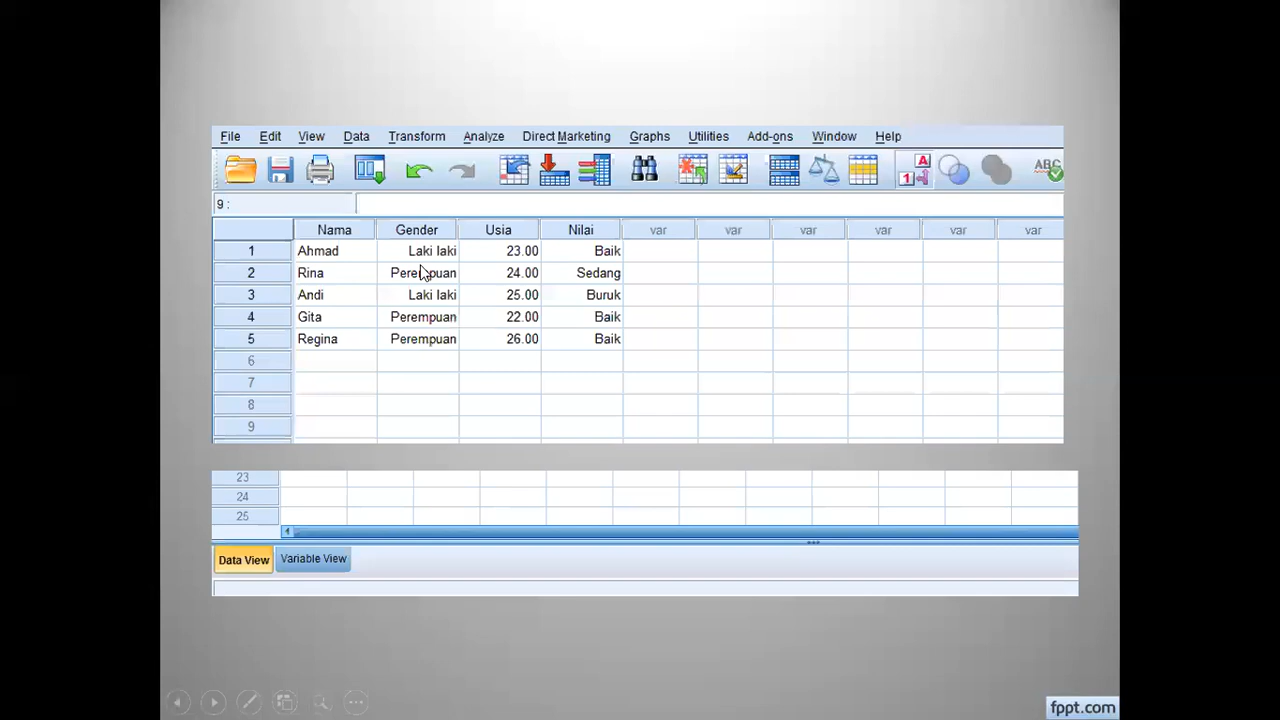 File Edit View Data Transform Analyze Direct Marketing Graphs Utilities Add-ons Window Help
A
1
ABC
9 :
Nama Gender Usia Nilai var var var var var var
1 Ahmad Laki laki 23.00 Baik
2 Rina Perempuan 24.00 Sedang
3 Andi Laki laki 25.00 Buruk
4 Gita Perempuan 22.00 Baik
5 Regina Perempuan 26.00 Baik
6
7
8
9
23
24
25
Data View Variable View
fppt.com